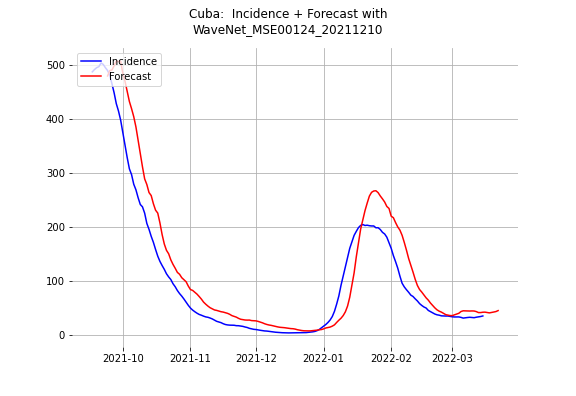 Cuba:  Incidence + Forecast with
WaveNet_MSE00124_20211210
Incidence
Forecast
500
400
300
200
100
0
2021-10 2021-11 2021-12 2022-01 2022-02 2022-03